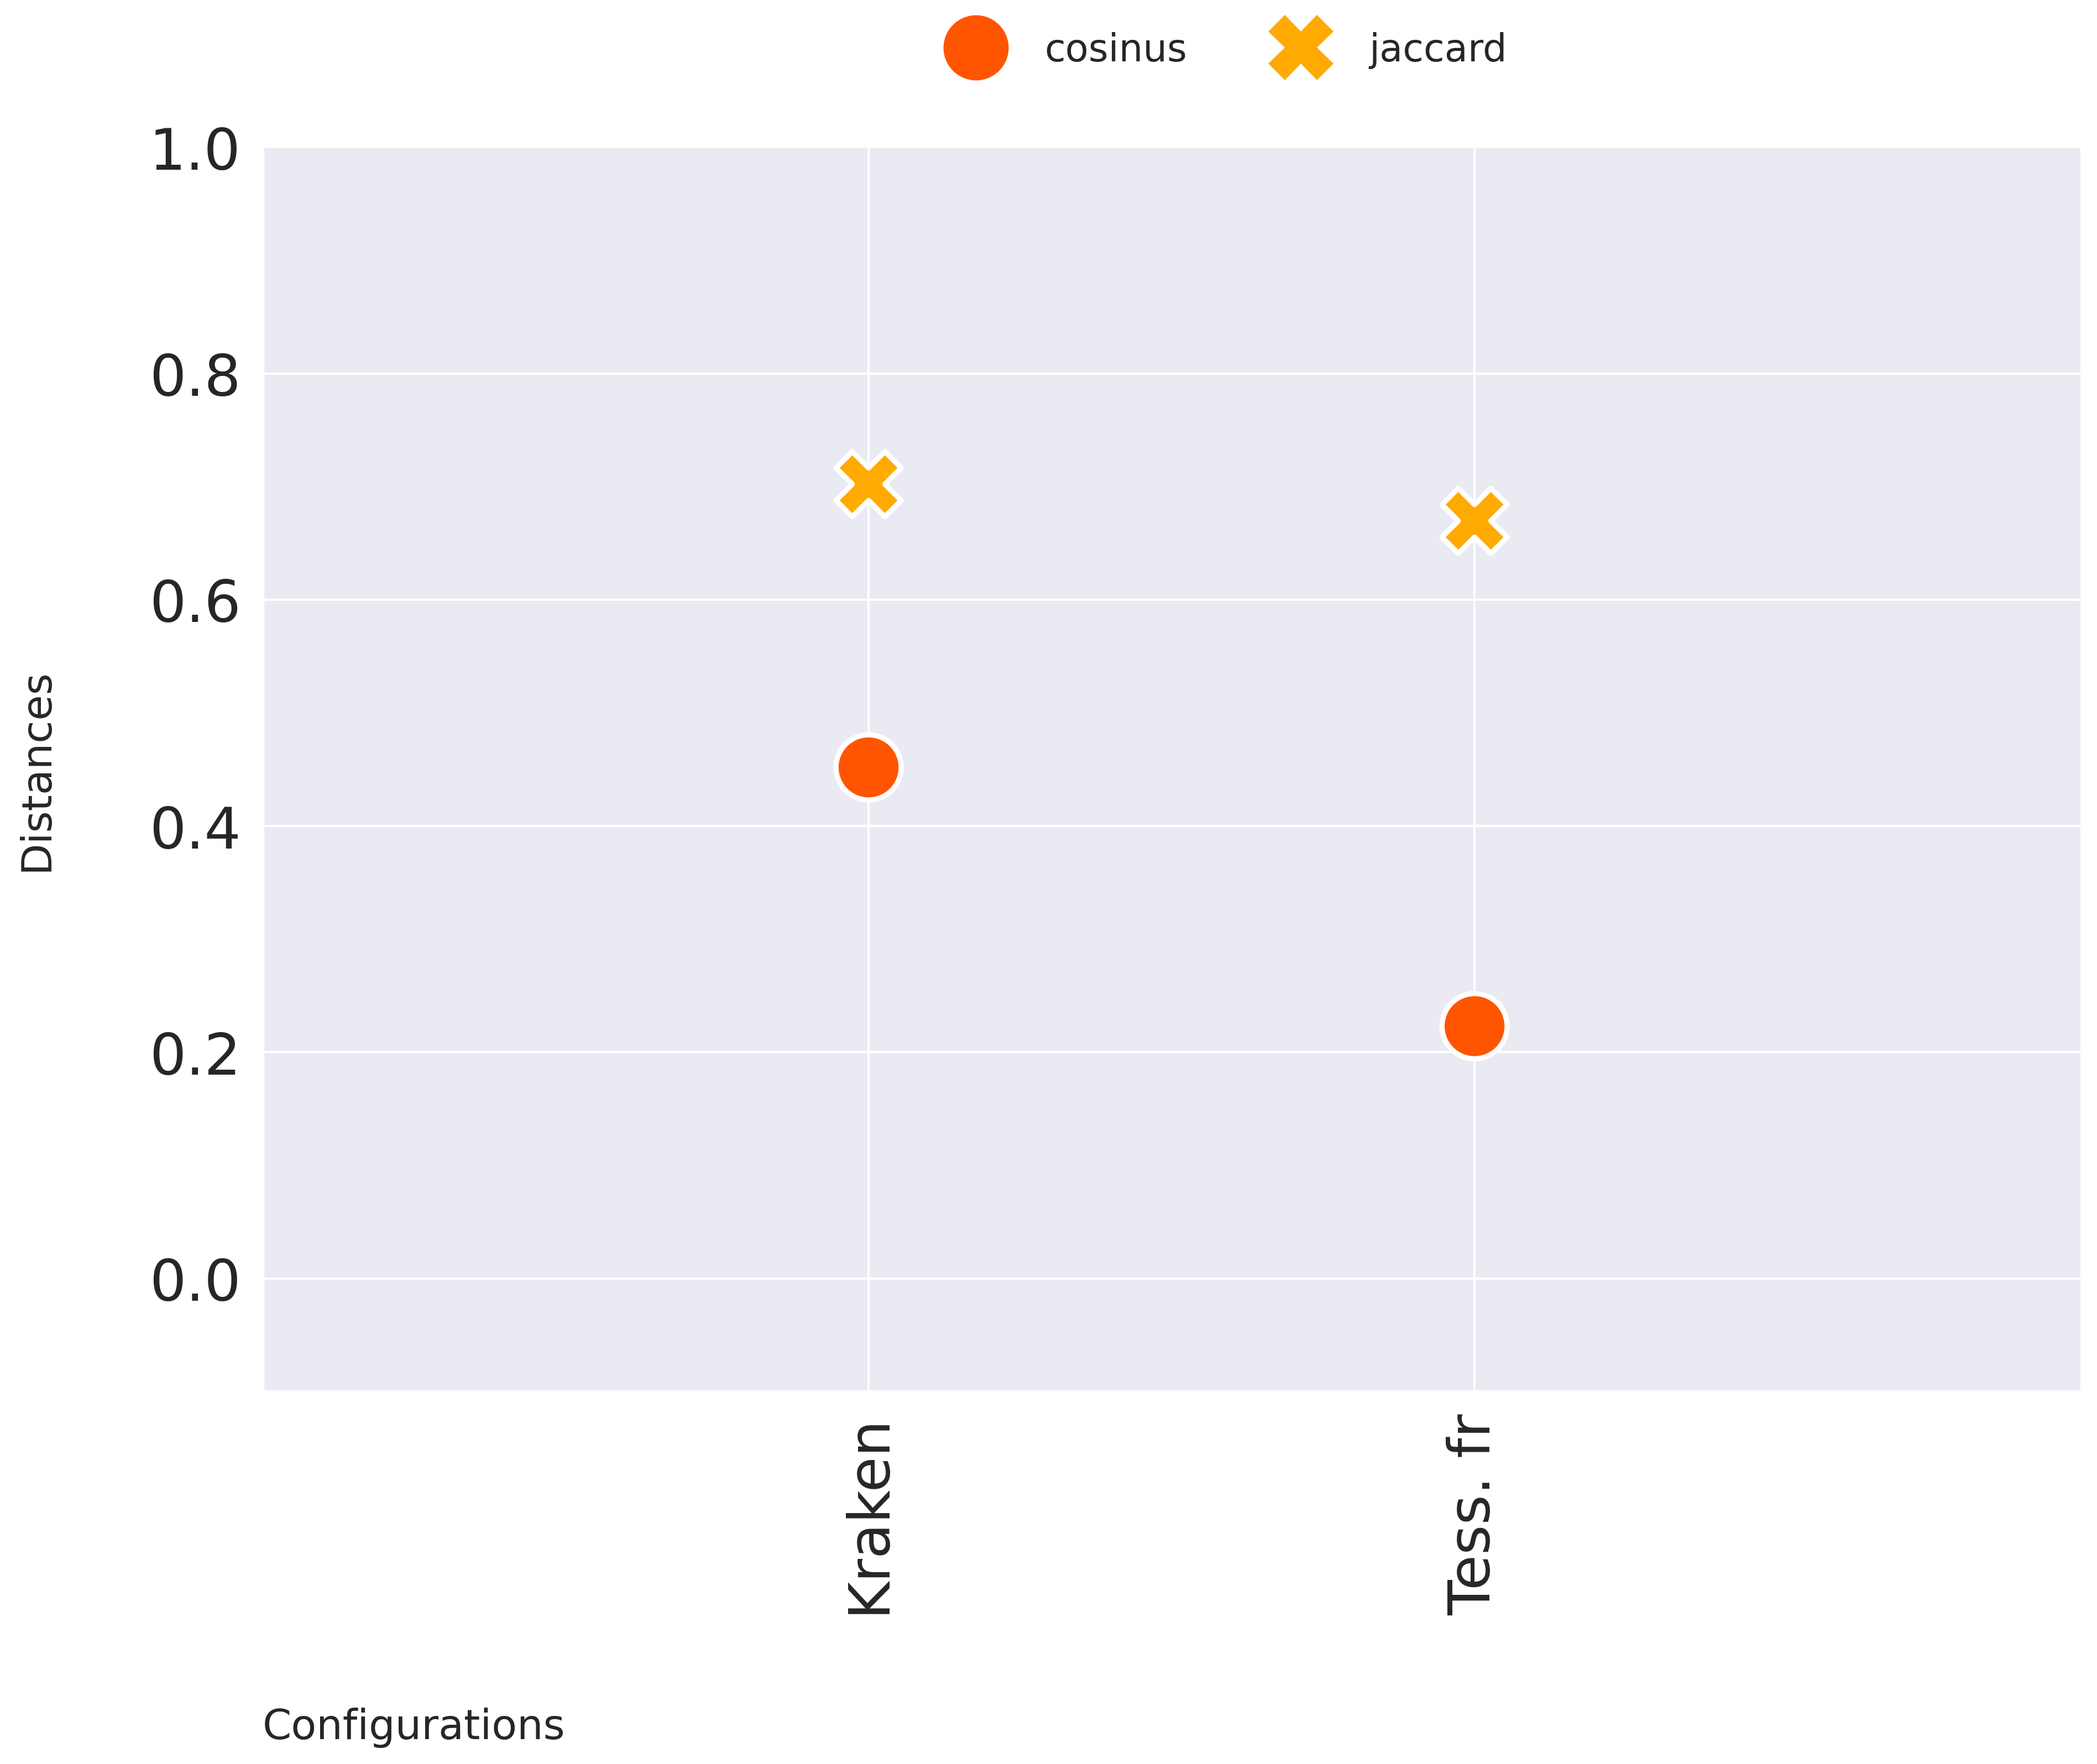 cosinus jaccard
1.0
0.8
0.6
0.4
0.2
0.0
Distances
Kraken
Tess. fr
Configurations